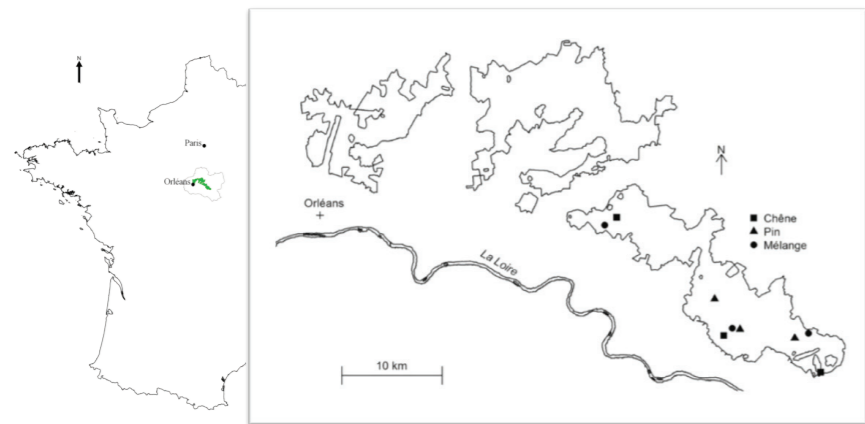 N
Paris
Orléans
N
Orléans
Chêne
Pin
Mélange
La Loire
10 km